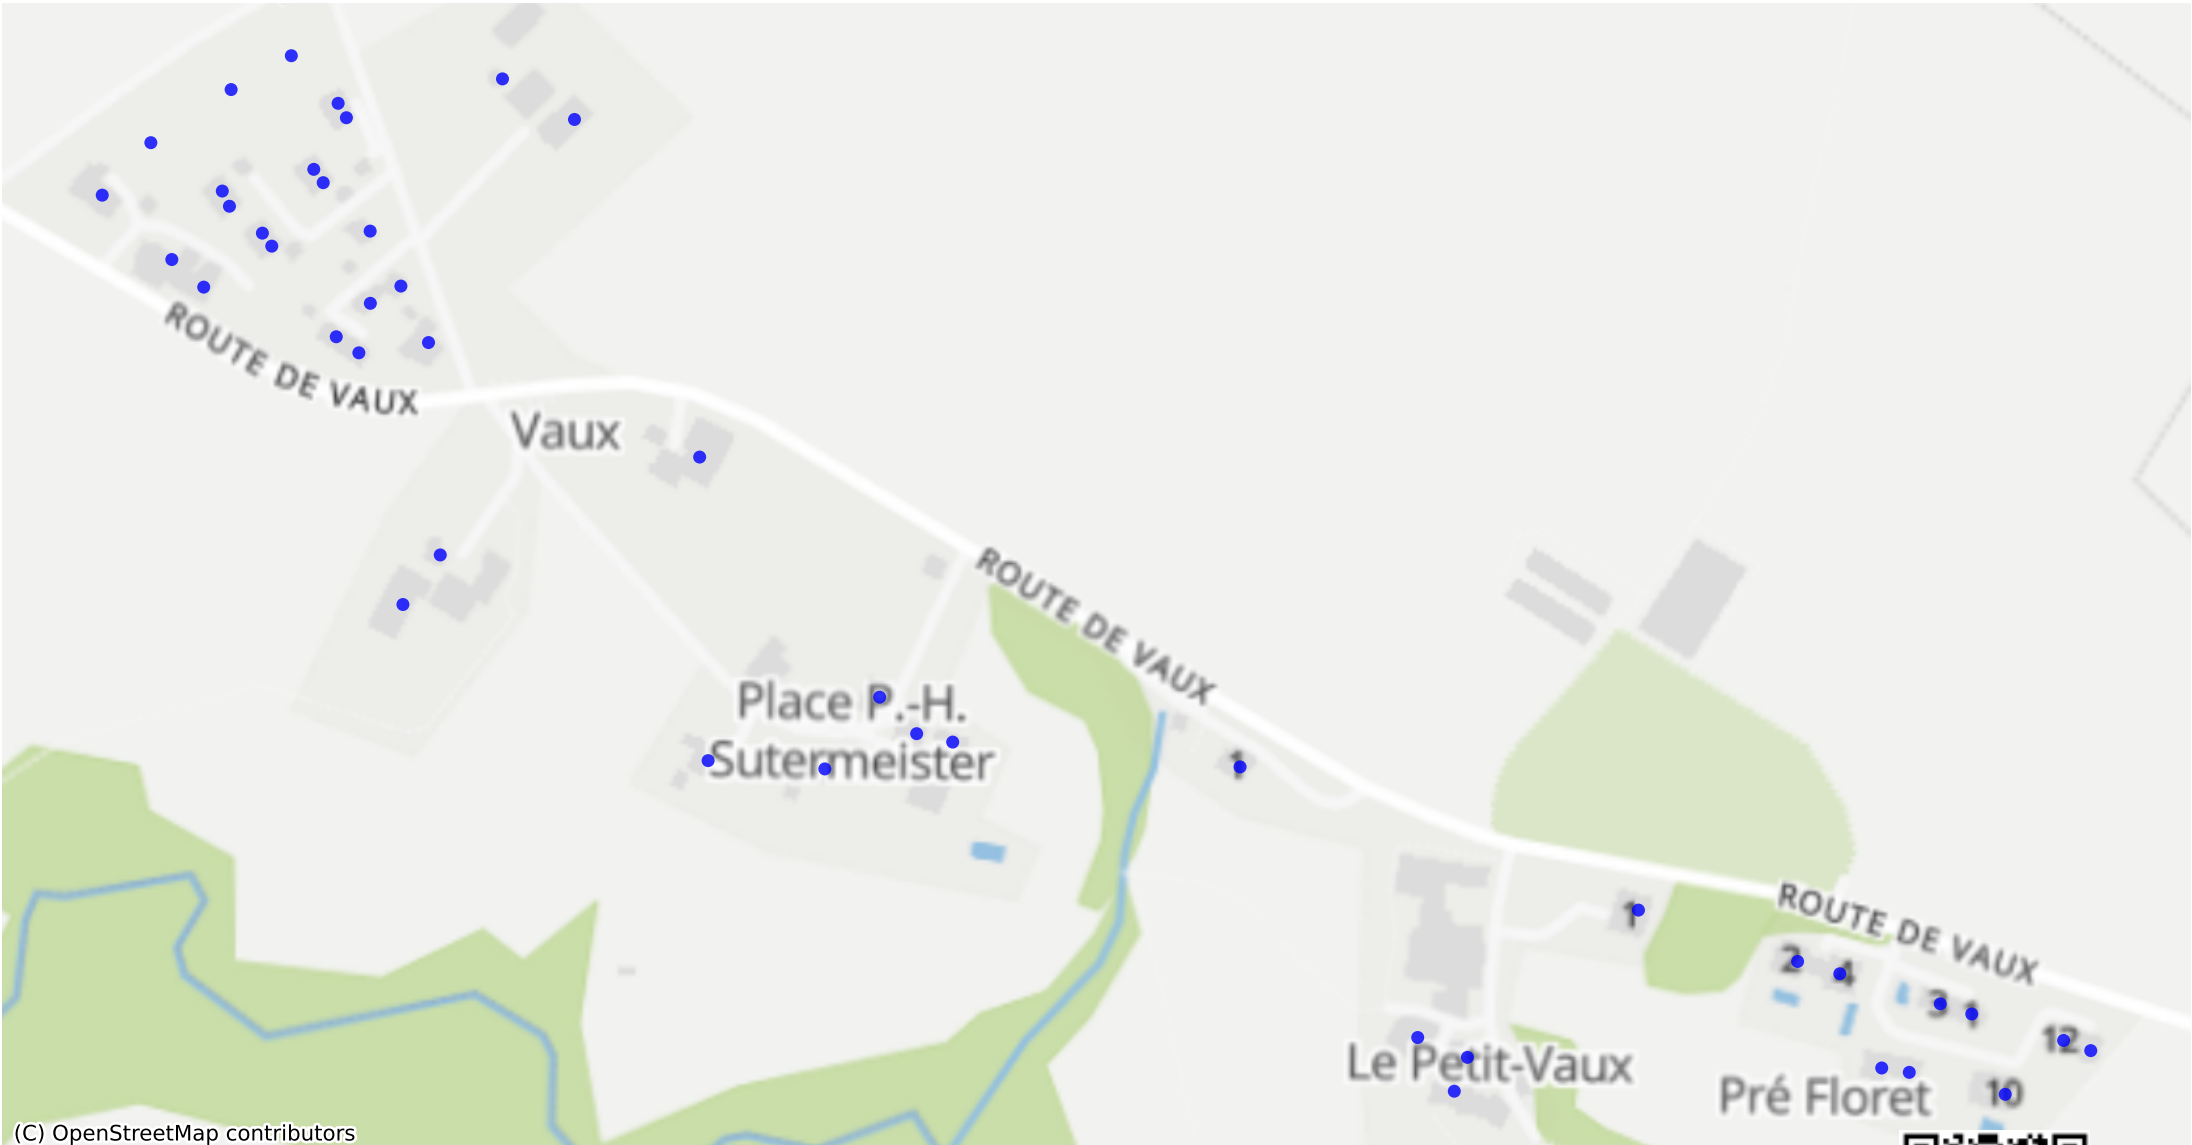 ROUTE DE VAUX
Vaux
ROUTE DE VAUX
Place P.-H.
Sutermeister
1
1
ROUTE DE VAUX
2
4
3
1
12
10
Le Petit-Vaux
Pré Floret
(C) OpenStreetMap contributors